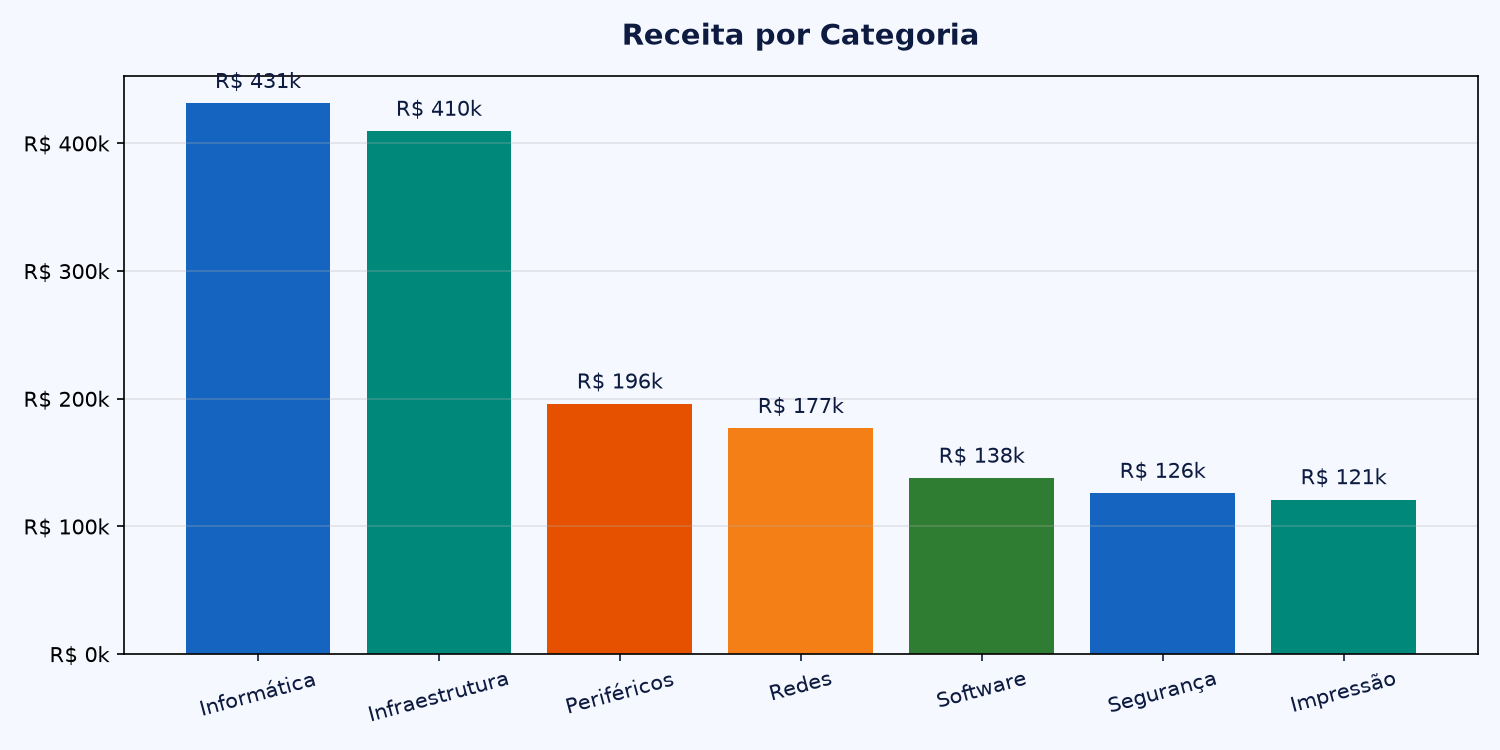 Receita por Categoria
R$ 431k
R$ 410k
R$ 400k
R$ 300k
R$ 196k
R$ 200k
R$ 177k
R$ 138k
R$ 126k
R$ 121k
R$ 100k
R$ 0k
Informática
Infraestrutura
Periféricos
Redes
Software
Segurança
Impressão